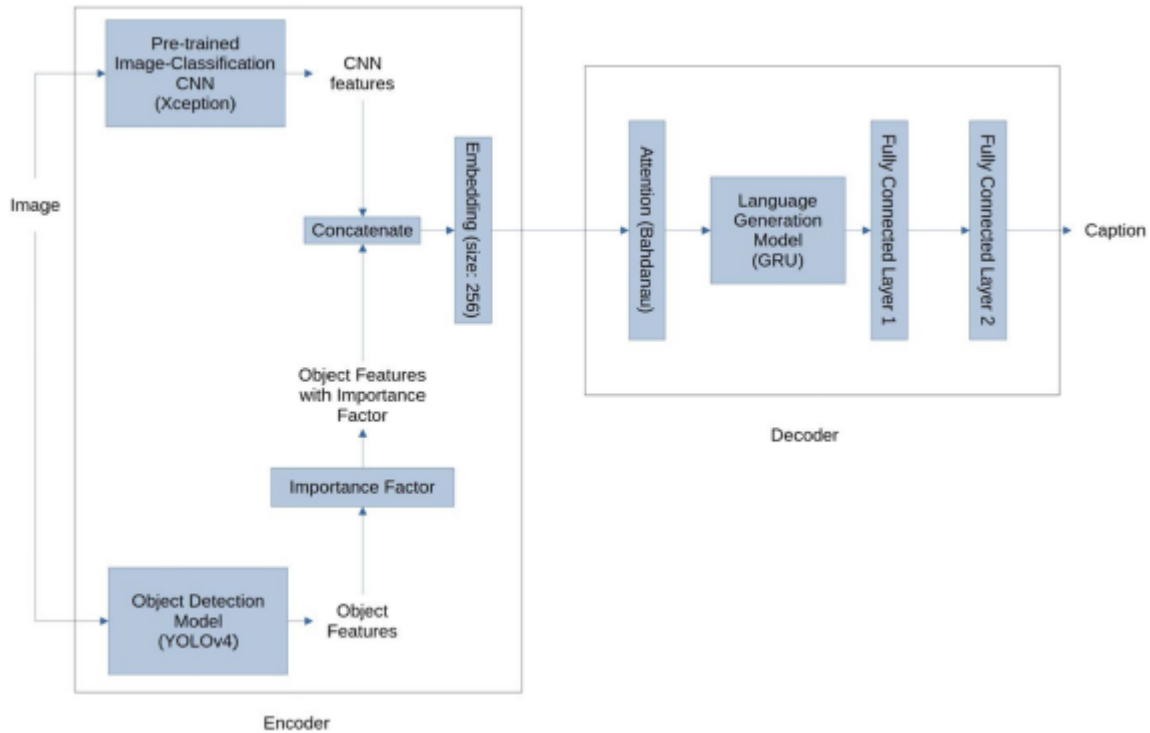 Pre-trained
Image-Classification
CNN
(Xception)
CNN
features
Image
Concatenate
Embedding (size: 256)
Object Features
with Importance
Factor
Importance Factor
Object Detection
Model
(YOLOv4)
Object
Features
Encoder
Attention (Bahdanau)
Language
Generation
Model
(GRU)
Fully Connected Layer 1
Fully Connected Layer 2
Caption
Decoder